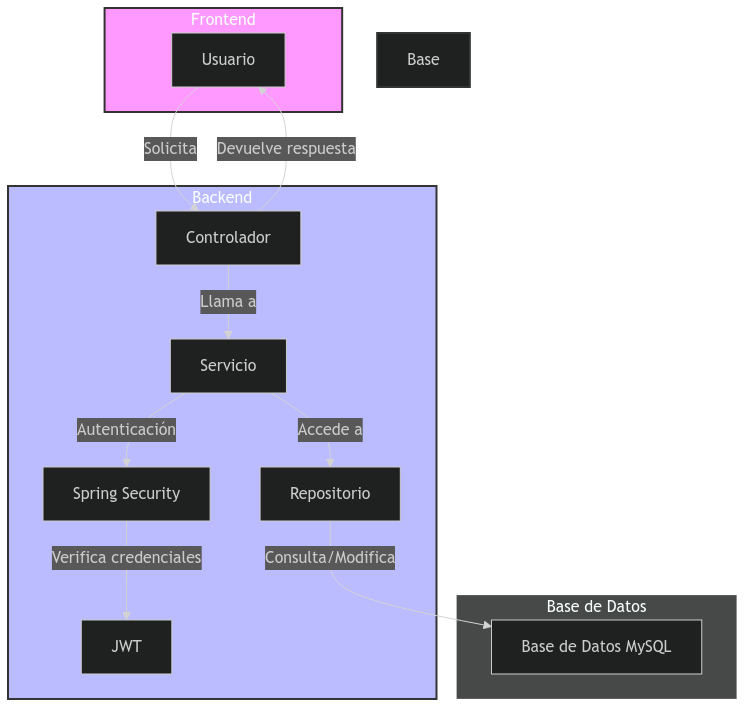 Frontend
Usuario
Base
Solicita
Devuelve respuesta
Backend
Controlador
Llama a
Servicio
Autenticación
Accede a
Spring Security
Repositorio
Verifica credenciales
Consulta/Modifica
Base de Datos
JWT
Base de Datos MySQL